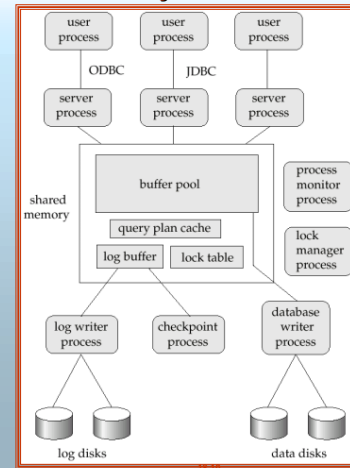 user
process
user
process
user
process
ODBC
JDBC
server
process
server
process
server
process
shared
memory
buffer pool
query plan cache
log buffer
lock table
process
monitor
process
lock
manager
process
log writer
process
checkpoint
process
database
writer
process
log disks
data disks